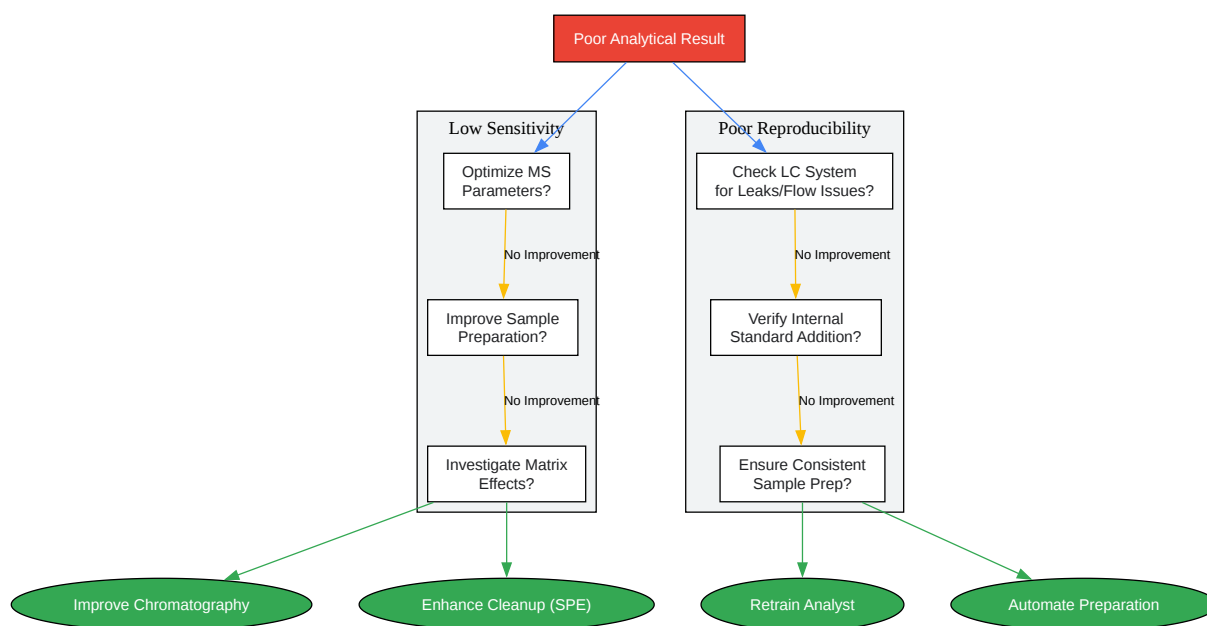 Poor Analytical Result
Low Sensitivity
Optimize MS
Parameters?
No Improvement
Improve Sample
Preparation?
No Improvement
Investigate Matrix
Effects?
Poor Reproducibility
Check LC System
for Leaks/Flow Issues?
No Improvement
Verify Internal
Standard Addition?
No Improvement
Ensure Consistent
Sample Prep?
Improve Chromatography
Enhance Cleanup (SPE)
Retrain Analyst
Automate Preparation